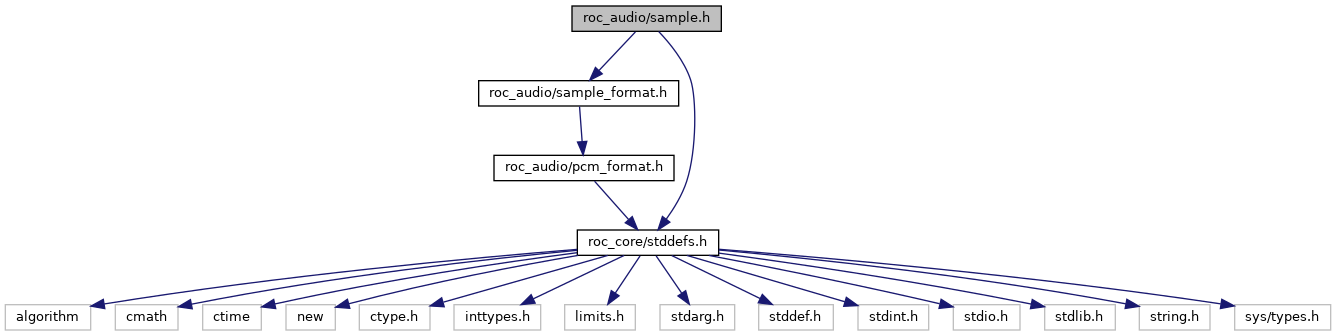 roc_audio/sample.h
roc_audio/sample_format.h
roc_audio/pcm_format.h
roc_core/stddefs.h
algorithm
cmath
ctime
new
ctype.h
inttypes.h
limits.h
stdarg.h
stddef.h
stdint.h
stdio.h
stdlib.h
string.h
sys/types.h